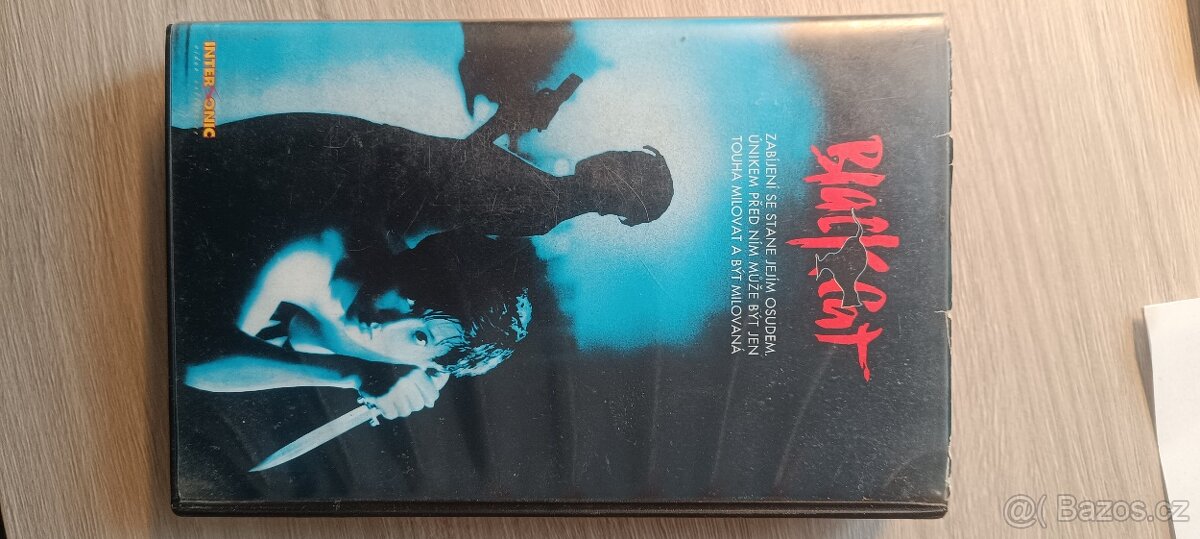 Black Cat
ZABÍJENÍ SE STANE JEJÍM OSUDEM.
ÚNIKEM PŘED NÍM MŮŽE BÝT JEN
TOUHA MILOVAT A BÝT MILOVANÁ
INTERSONIC
@( Bazos.cz